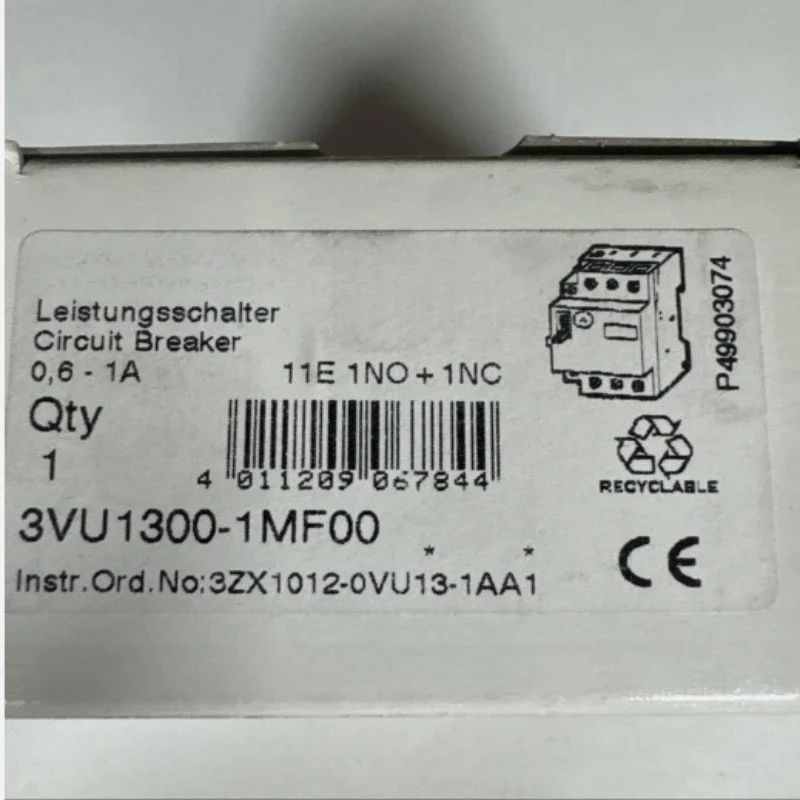 Leistungsschalter
Circuit Breaker
0,6 - 1A 11E 1NO + 1NC
Qty
1
4 011209 067844
3VU1300-1MF00
* *
Instr.Ord.No:3ZX1012-0VU13-1AA1
P49903074
RECYCLABLE
CE